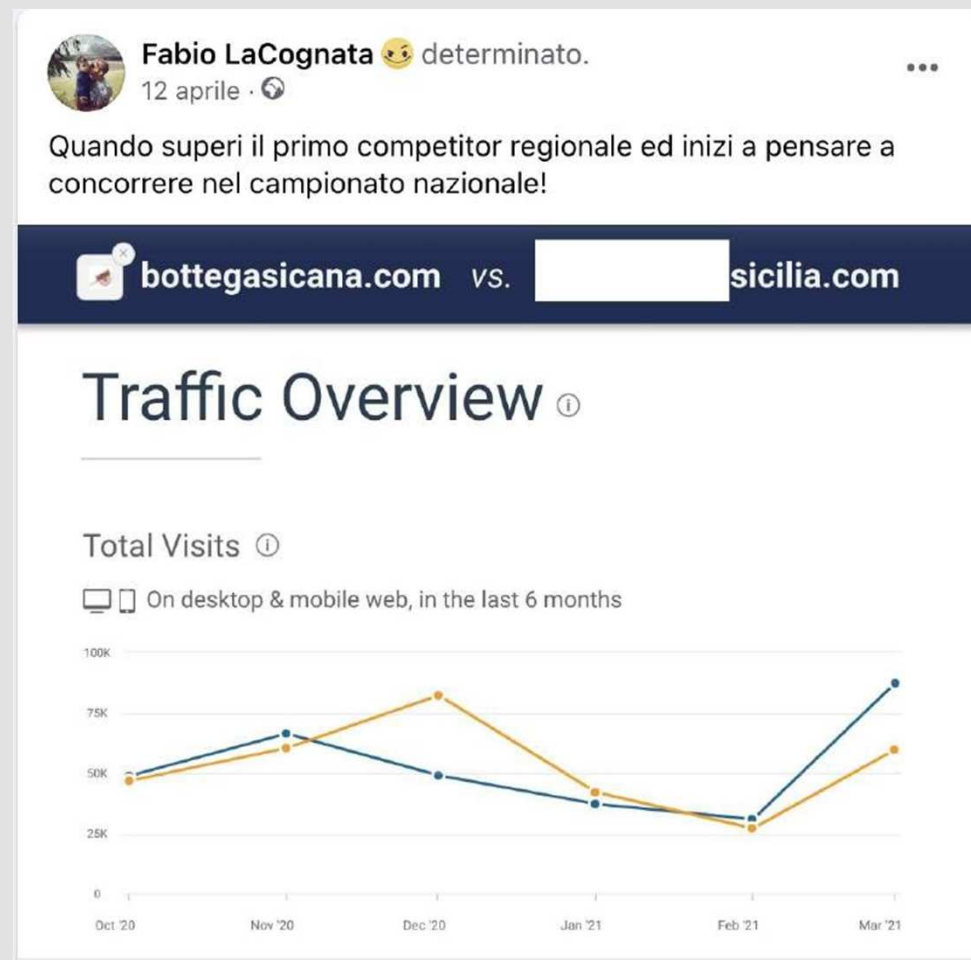 Fabio LaCognata determinato.
12 aprile ·
Quando superi il primo competitor regionale ed inizi a pensare a
concorrere nel campionato nazionale!
bottegasicana.com vs. sicilia.com
Traffic Overview
Total Visits
On desktop & mobile web, in the last 6 months
100K
75K
50K
25K
0
Oct '20 Nov '20 Dec '20 Jan '21 Feb '21 Mar '21